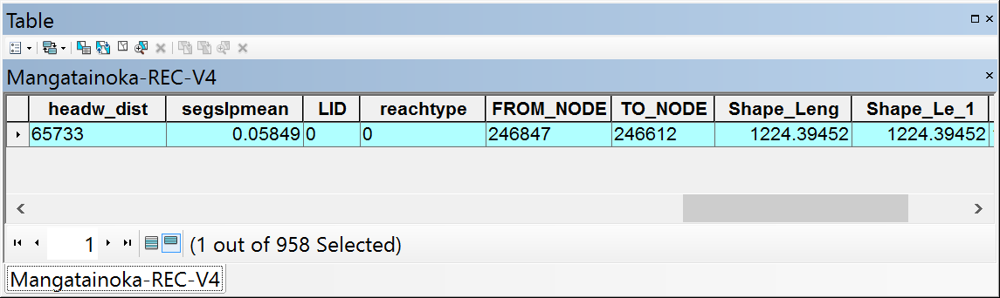 Table
Mangatainoka-REC-V4
headw_dist segslpmean LID reachtype FROM_NODE TO_NODE Shape_Leng Shape_Le_1
65733 0.05849 0 0 246847 246612 1224.39452 1224.39452
1 (1 out of 958 Selected)
Mangatainoka-REC-V4